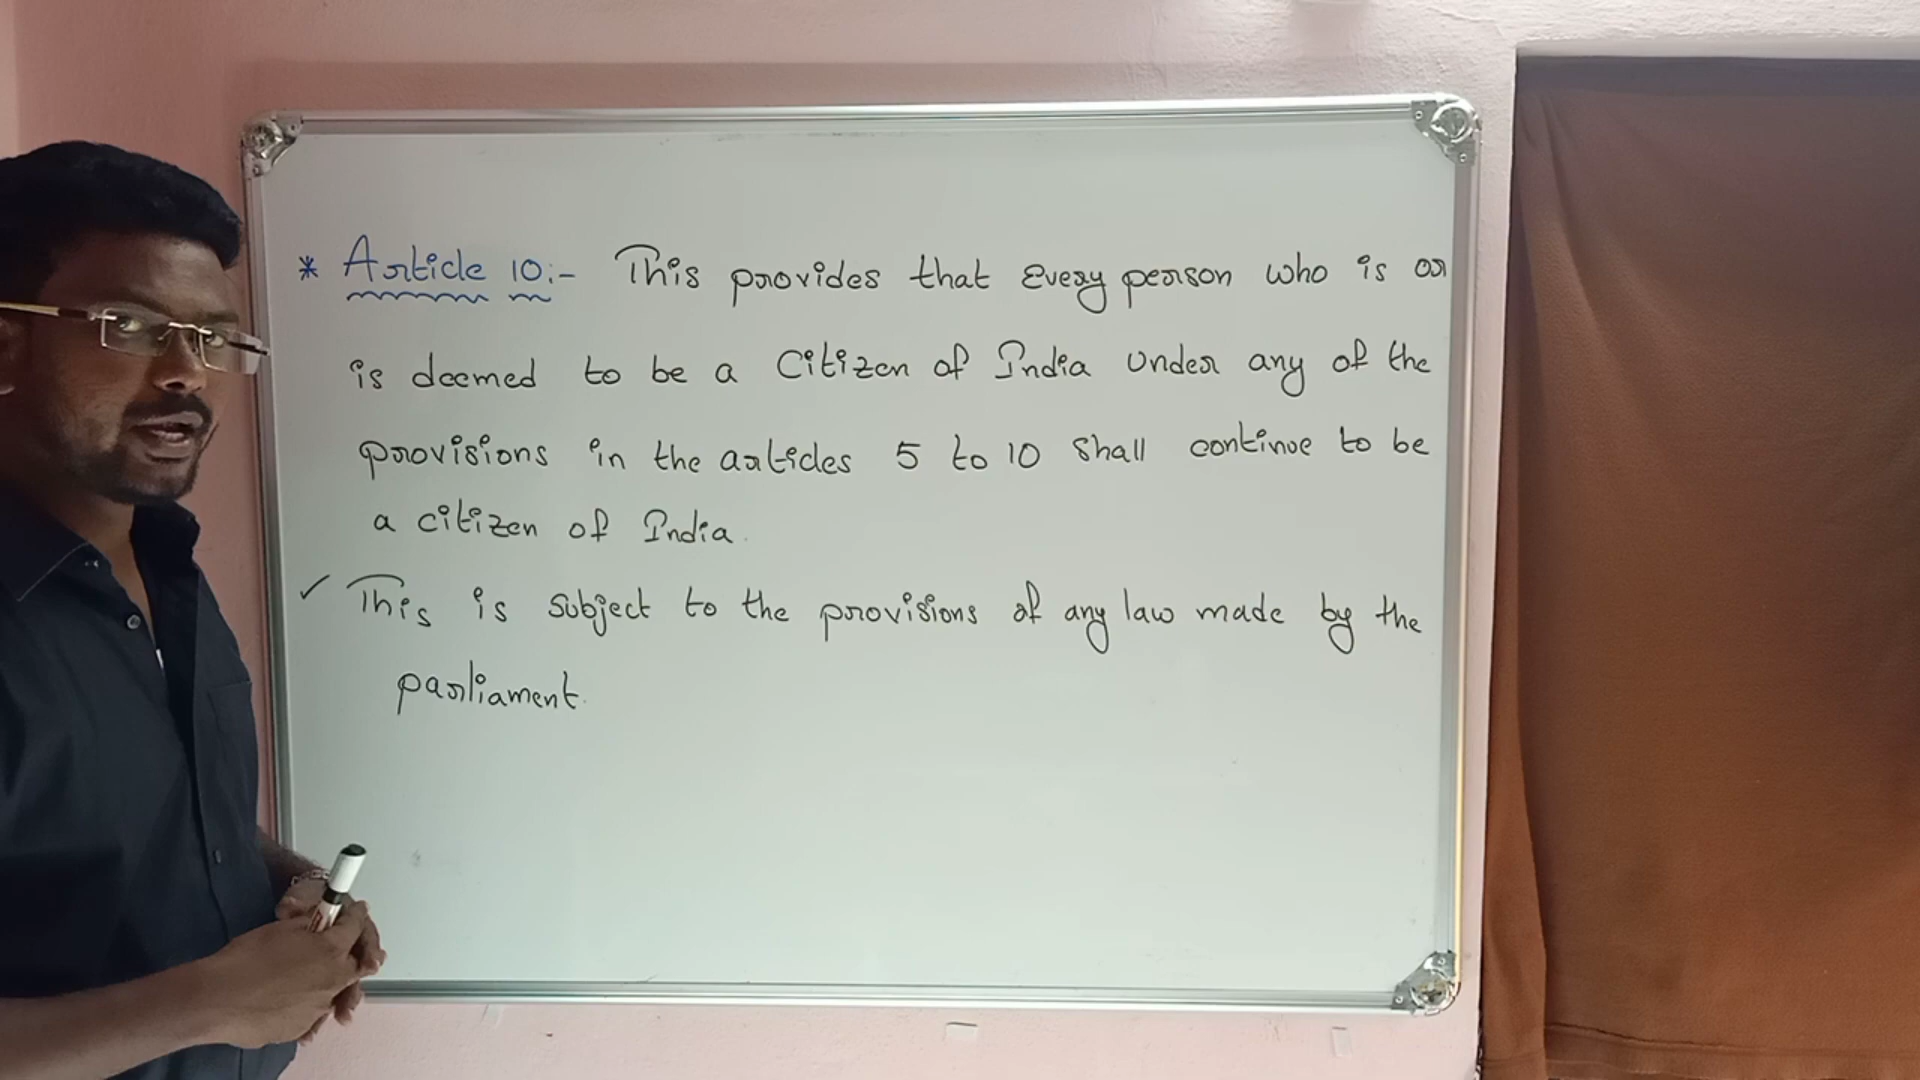 * Article 10:- This provides that Every person who is or
is deemed to be a Citizen of India Under any of the
provisions in the articles 5 to 10 shall continue to be
a citizen of India.
✓ This is subject to the provisions of any law made by the
parliament.